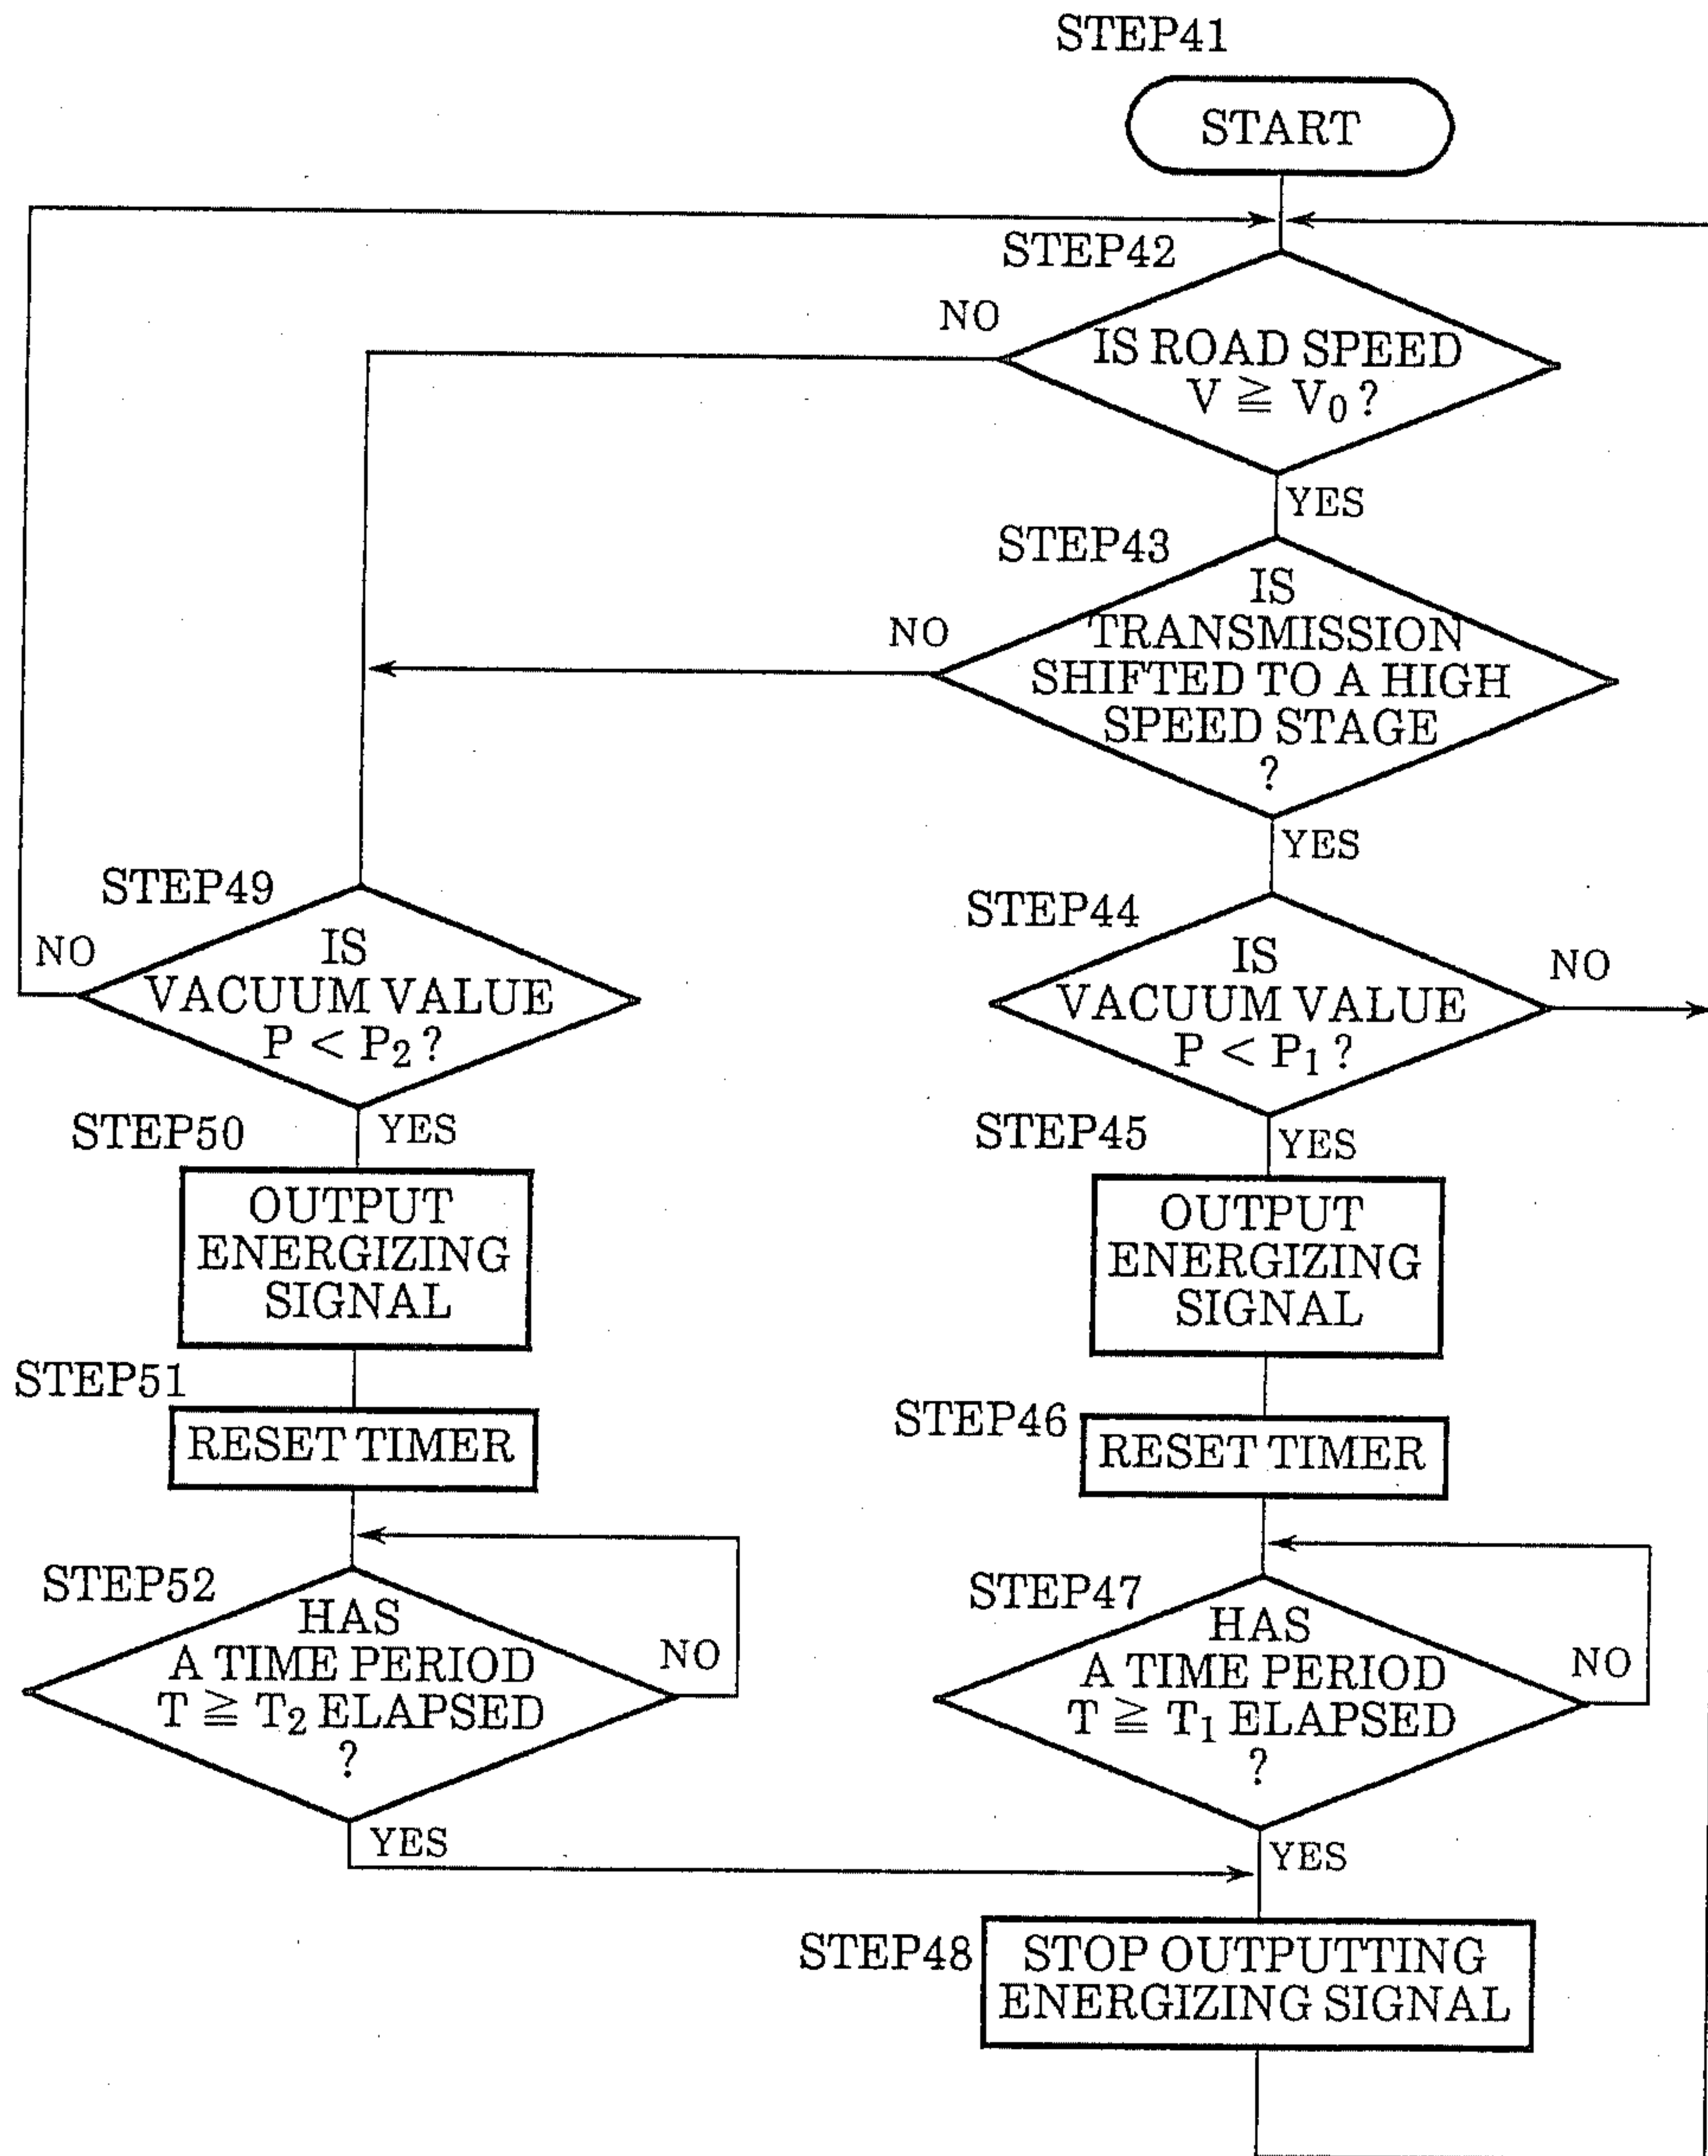 STEP41
START
STEP42
NO
IS ROAD SPEED
V ≧ V₀ ?
YES
STEP43
NO
IS
TRANSMISSION
SHIFTED TO A HIGH
SPEED STAGE
?
YES
STEP44
IS
VACUUM VALUE
P < P₁ ?
NO
YES
STEP45
OUTPUT
ENERGIZING
SIGNAL
STEP46
RESET TIMER
STEP47
HAS
A TIME PERIOD
T ≧ T₁ ELAPSED
?
NO
YES
STEP48
STOP OUTPUTTING
ENERGIZING SIGNAL
STEP49
NO
IS
VACUUM VALUE
P < P₂ ?
YES
STEP50
OUTPUT
ENERGIZING
SIGNAL
STEP51
RESET TIMER
STEP52
HAS
A TIME PERIOD
T ≧ T₂ ELAPSED
?
NO
YES